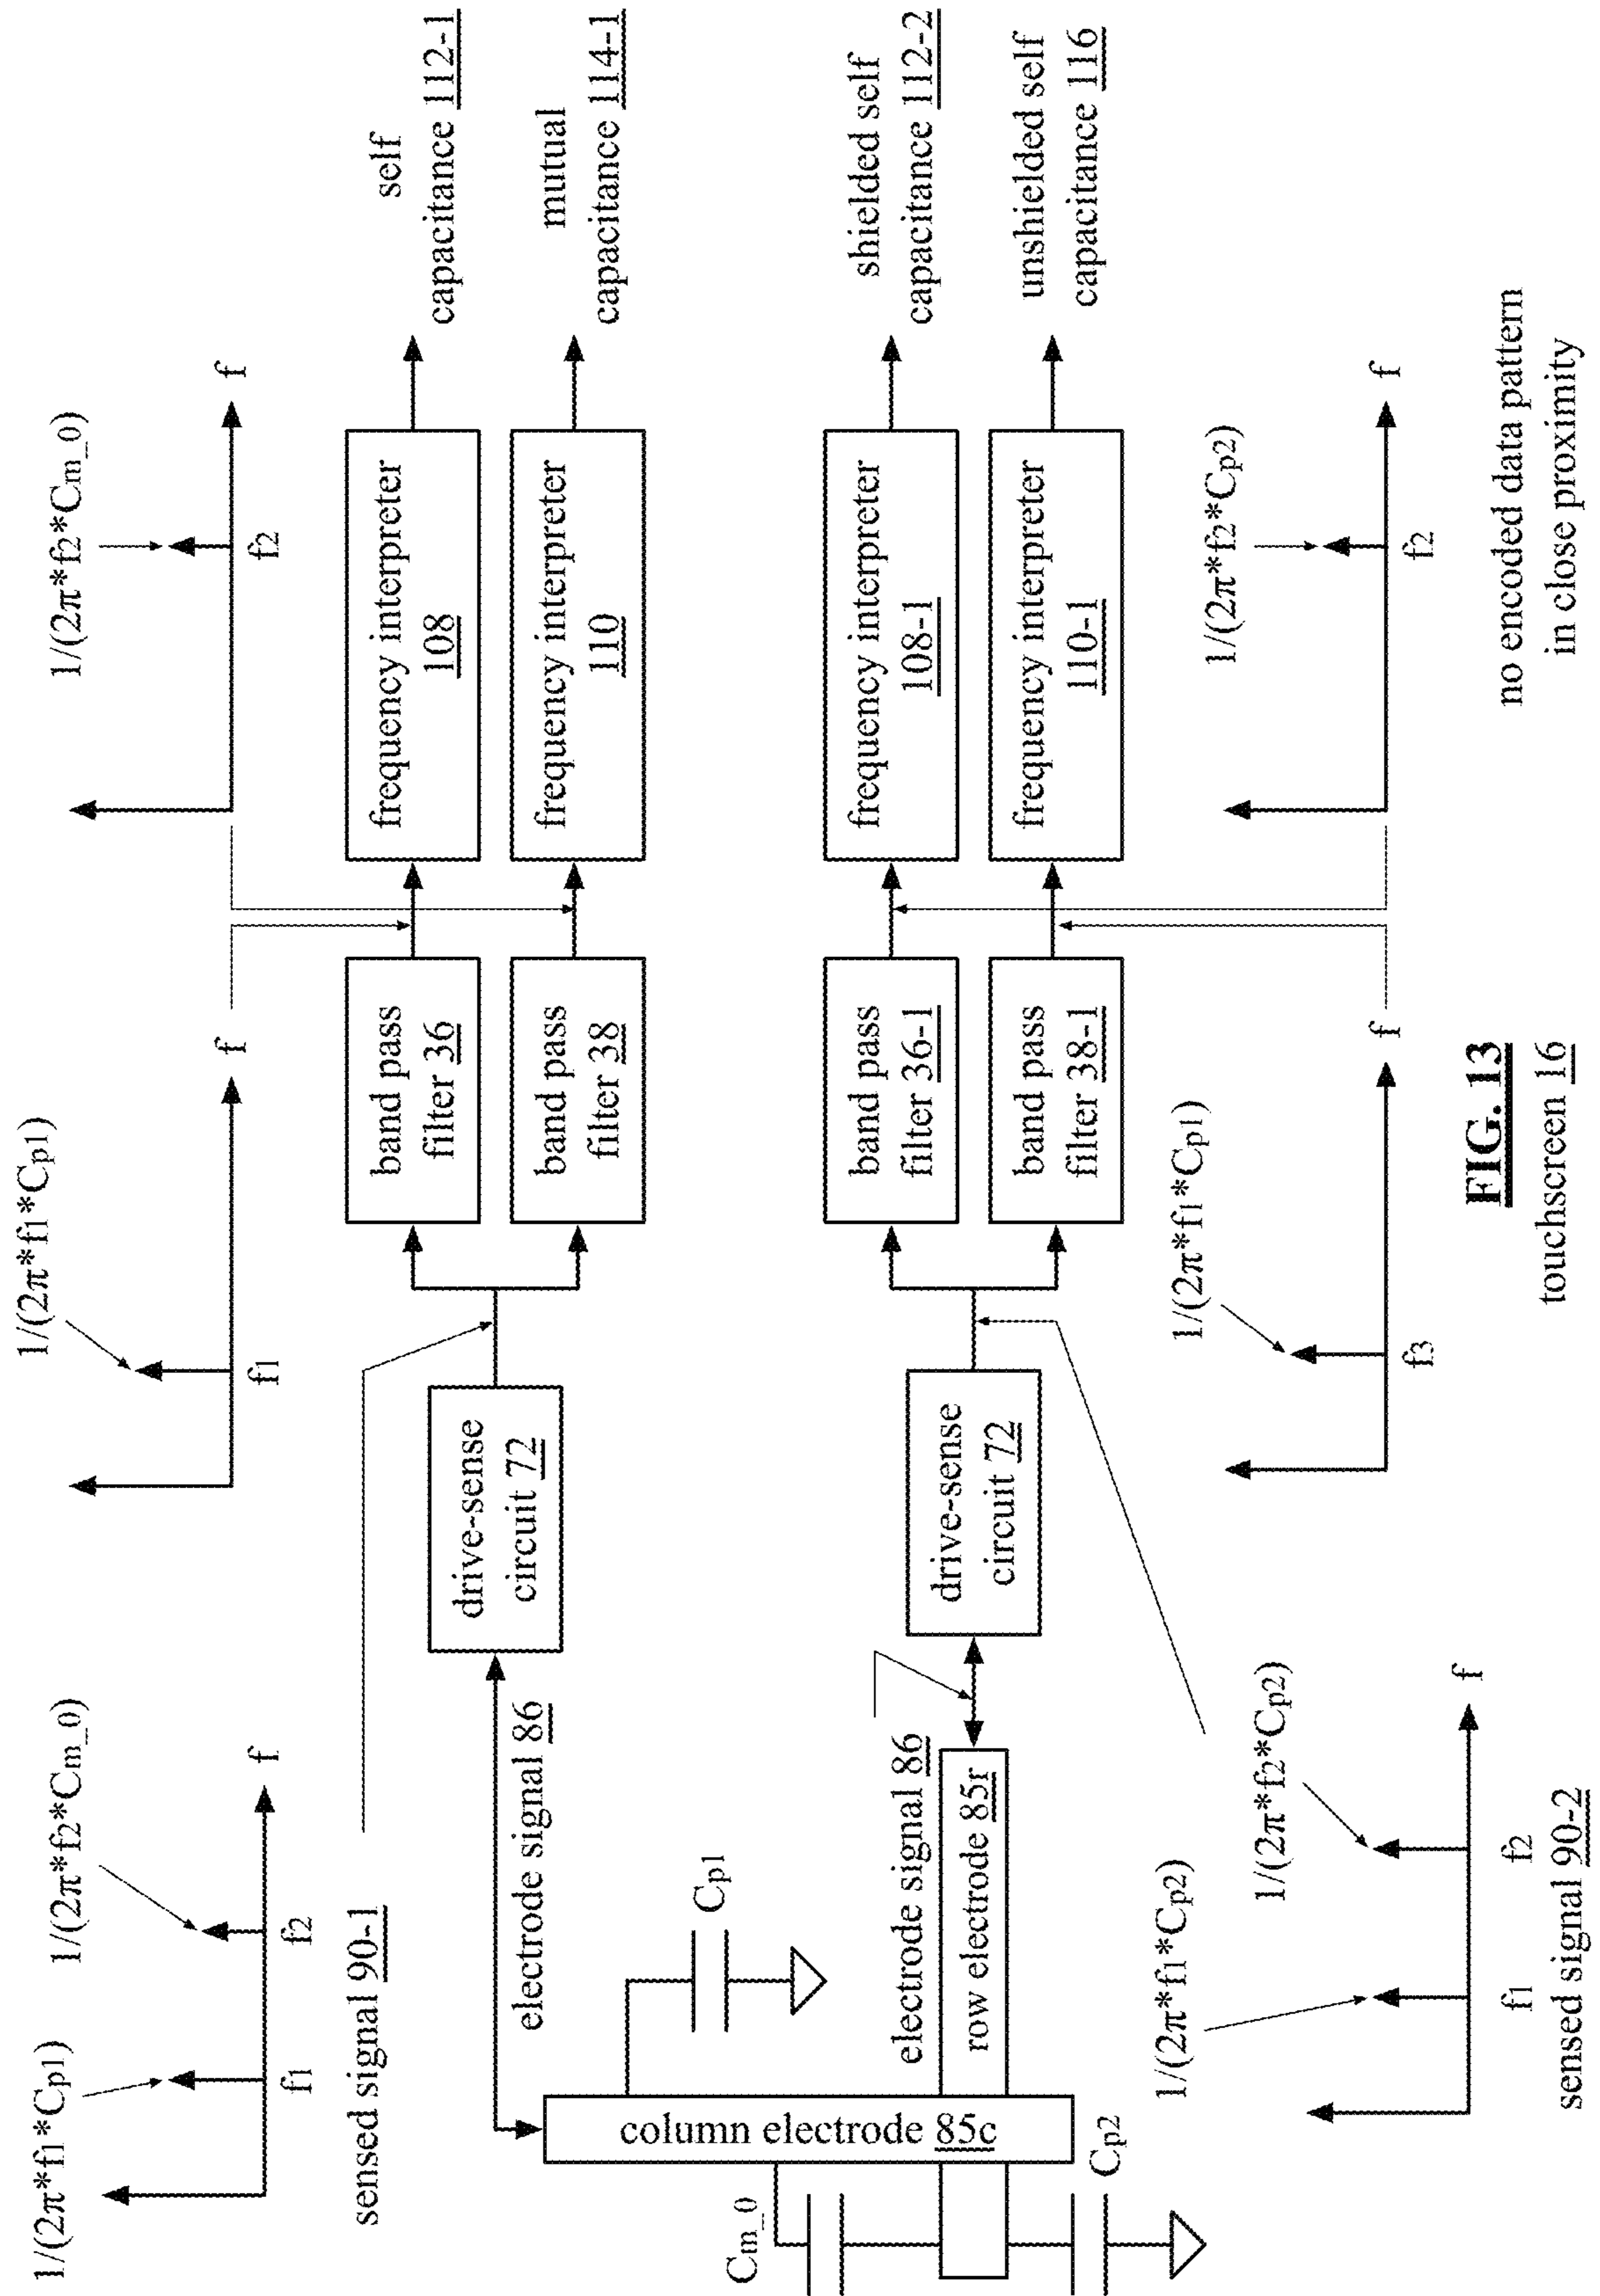 1/(2π*f1*Cp1)
1/(2π*f2*Cm_0)
f
f1
f2
sensed signal 90-1
1/(2π*f1*Cp1)
f
f1
1/(2π*f2*Cm_0)
f
f2
electrode signal 86
drive-sense
circuit 72
band pass
filter 36
band pass
filter 38
frequency interpreter
108
frequency interpreter
110
self
capacitance 112-1
mutual
capacitance 114-1
Cp1
column electrode 85c
Cm_0
Cp2
electrode signal 86
row electrode 85r
drive-sense
circuit 72
band pass
filter 36-1
band pass
filter 38-1
frequency interpreter
108-1
frequency interpreter
110-1
shielded self
capacitance 112-2
unshielded self
capacitance 116
1/(2π*f1*Cp2)
1/(2π*f2*Cp2)
f
f1
f2
sensed signal 90-2
1/(2π*f1*Cp1)
f
f3
1/(2π*f2*Cp2)
f
f2
FIG. 13
touchscreen 16
no encoded data pattern
in close proximity